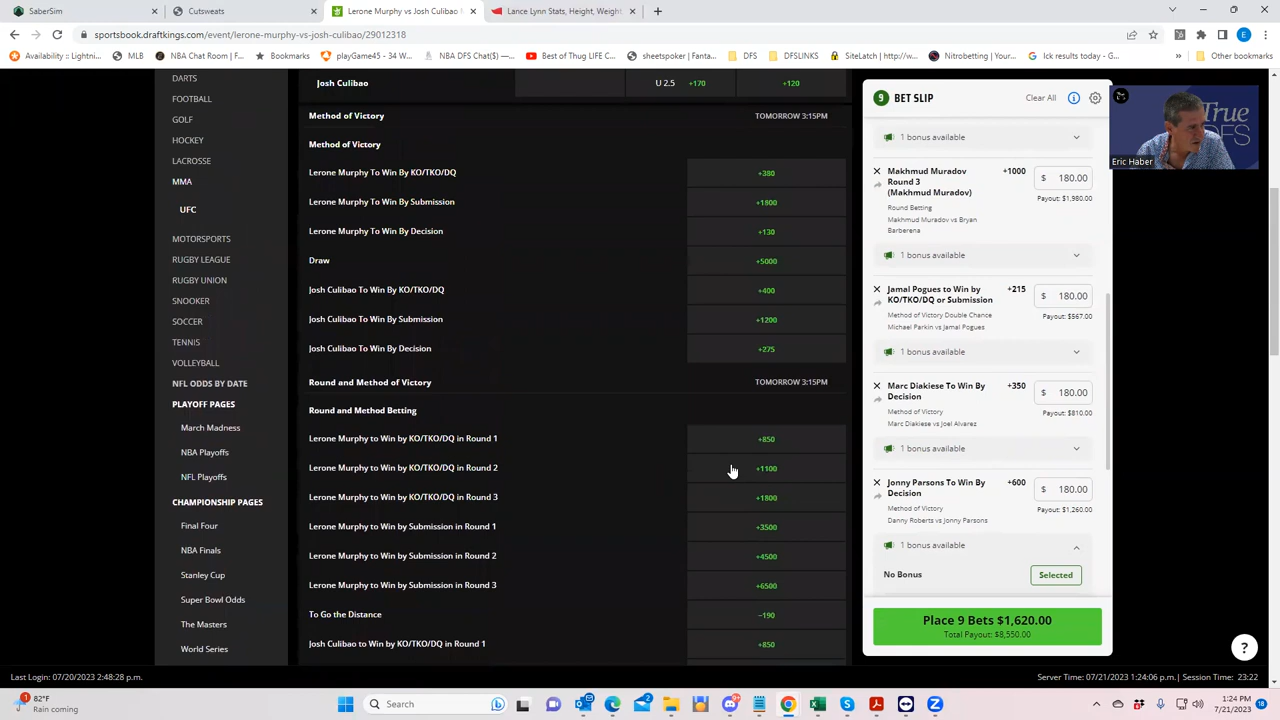 SaberSim
Cutsweats
Lerone Murphy vs Josh Culibao M
Lance Lynn Stats, Height, Weight
sportsbook.draftkings.com/event/lerone-murphy-vs-josh-culibao/29012318
E
Availability :: Lightnin
MLB
NBA Chat Room | Fa
Bookmarks
playGame45 - 34 W
NBA DFS Chat($)
Best of Thug LIFE C
sheetspoker | Fanta
DFS
DFSLINKS
SiteLatch | http://w
Nitrobetting | Your
Ick results today - G
Other bookmarks
DARTS
FOOTBALL
GOLF
HOCKEY
LACROSSE
MMA
UFC
MOTORSPORTS
RUGBY LEAGUE
RUGBY UNION
SNOOKER
SOCCER
TENNIS
VOLLEYBALL
NFL ODDS BY DATE
PLAYOFF PAGES
March Madness
NBA Playoffs
NFL Playoffs
CHAMPIONSHIP PAGES
Final Four
NBA Finals
Stanley Cup
Super Bowl Odds
The Masters
World Series
Josh Culibao U 2.5 +170 +120
Method of Victory TOMORROW 3:15PM
Method of Victory
Lerone Murphy To Win By KO/TKO/DQ +380
Lerone Murphy To Win By Submission +1800
Lerone Murphy To Win By Decision +130
Draw +5000
Josh Culibao To Win By KO/TKO/DQ +400
Josh Culibao To Win By Submission +1200
Josh Culibao To Win By Decision +275
Round and Method of Victory TOMORROW 3:15PM
Round and Method Betting
Lerone Murphy to Win by KO/TKO/DQ in Round 1 +850
Lerone Murphy to Win by KO/TKO/DQ in Round 2 +1100
Lerone Murphy to Win by KO/TKO/DQ in Round 3 +1800
Lerone Murphy to Win by Submission in Round 1 +3500
Lerone Murphy to Win by Submission in Round 2 +4500
Lerone Murphy to Win by Submission in Round 3 +6500
To Go the Distance −190
Josh Culibao to Win by KO/TKO/DQ in Round 1 +850
9 BET SLIP Clear All
1 bonus available
Makhmud Muradov +1000 $ 180.00
Round 3
(Makhmud Muradov) Payout: $1,980.00
Round Betting
Makhmud Muradov vs Bryan
Barberena
1 bonus available
Jamal Pogues to Win by +215 $ 180.00
KO/TKO/DQ or Submission
Method of Victory Double Chance Payout: $567.00
Michael Parkin vs Jamal Pogues
1 bonus available
Marc Diakiese To Win By +350 $ 180.00
Decision
Method of Victory Payout: $810.00
Marc Diakiese vs Joel Alvarez
1 bonus available
Jonny Parsons To Win By +600 $ 180.00
Decision
Method of Victory Payout: $1,260.00
Danny Roberts vs Jonny Parsons
1 bonus available
No Bonus Selected
Place 9 Bets $1,620.00
Total Payout: $8,550.00
True
DFS
Eric Haber
?
Last Login: 07/20/2023 2:48:28 p.m.
Server Time: 07/21/2023 1:24:06 p.m.| Session Time: 23:22
82°F
Rain coming
Search
1:24 PM
7/21/2023
18